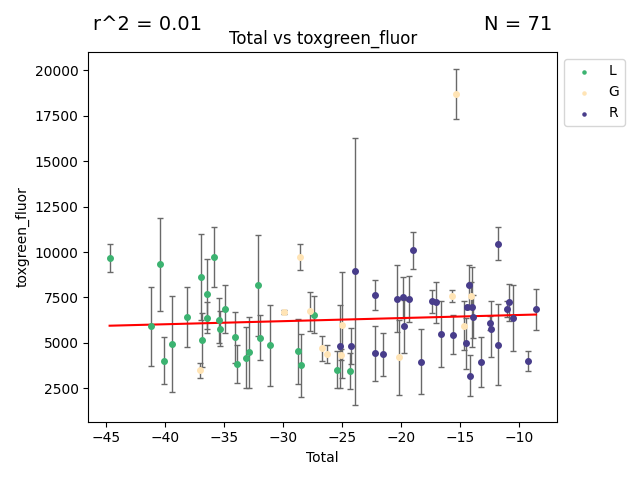 r^2 = 0.01
N = 71
Total vs toxgreen_fluor
20000
17500
15000
12500
10000
7500
5000
2500
toxgreen_fluor
−45
−40
−35
−30
−25
−20
−15
−10
Total
L
G
R